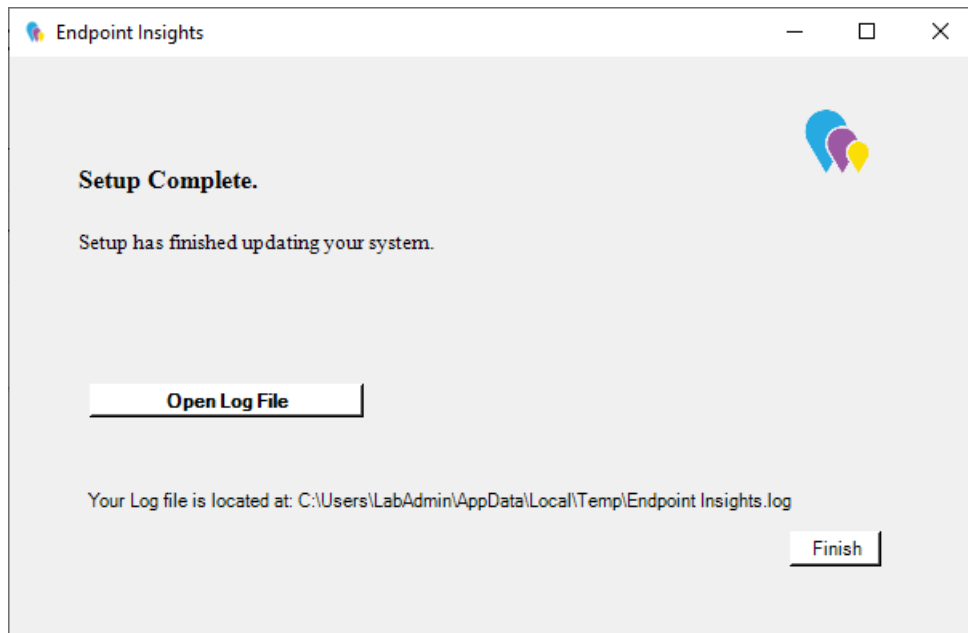 Endpoint Insights
Setup Complete.
Setup has finished updating your system.
Open Log File
Your Log file is located at: C:\Users\LabAdmin\AppData\Local\Temp\Endpoint Insights.log
Finish